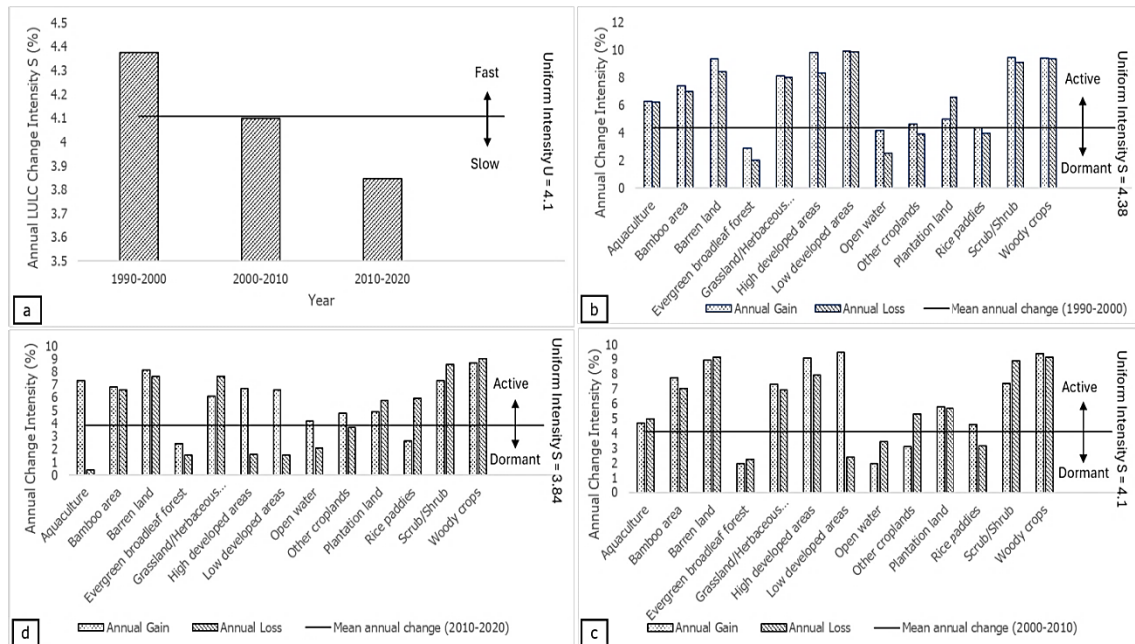 Annual LULC Change Intensity S (%)
4.5
4.4
4.3
4.2
4.1
4
3.9
3.8
3.7
3.6
3.5
1990-2000
2000-2010
2010-2020
Year
Fast
Slow
Uniform Intensity U = 4.1
a
Annual Change Intensity (%)
12
10
8
6
4
2
0
Aquaculture
Bamboo area
Barren land
Evergreen broadleaf forest
Grassland/Herbaceous...
High developed areas
Low developed areas
Open water
Other croplands
Plantation land
Rice paddies
Scrub/Shrub
Woody crops
Active
Dormant
Uniform Intensity S = 4.38
Annual Gain
Annual Loss
Mean annual change (1990-2000)
b
Annual Change Intensity (%)
10
9
8
7
6
5
4
3
2
1
0
Aquaculture
Bamboo area
Barren land
Evergreen broadleaf forest
Grassland/Herbaceous...
High developed areas
Low developed areas
Open water
Other croplands
Plantation land
Rice paddies
Scrub/Shrub
Woody crops
Active
Dormant
Uniform Intensity S = 3.84
Annual Gain
Annual Loss
Mean annual change (2010-2020)
d
Annual Change Intensity (%)
10
9
8
7
6
5
4
3
2
1
0
Aquaculture
Bamboo area
Barren land
Evergreen broadleaf forest
Grassland/Herbaceous...
High developed areas
Low developed areas
Open water
Other croplands
Plantation land
Rice paddies
Scrub/Shrub
Woody crops
Active
Dormant
Uniform Intensity S = 4.1
Annual Gain
Annual Loss
Mean annual change (2000-2010)
c